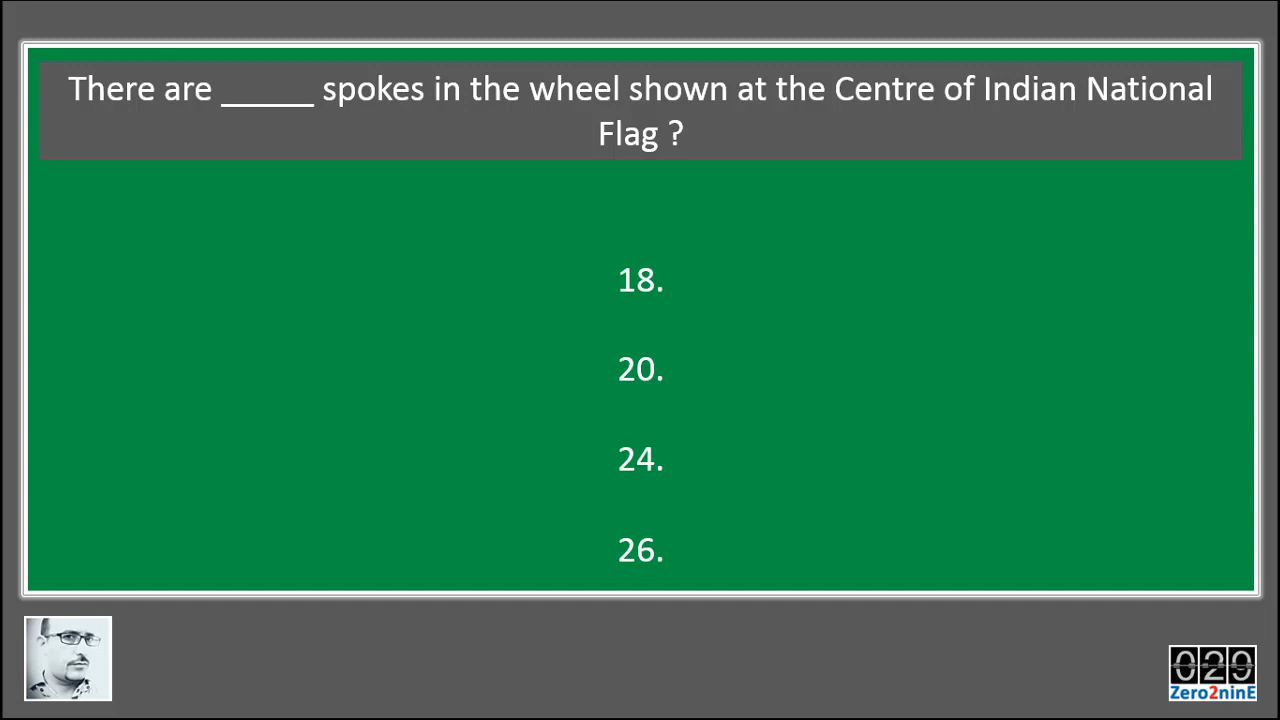 There are _____ spokes in the wheel shown at the Centre of Indian National
Flag ?
18.
20.
24.
26.
029
Zero2ninE